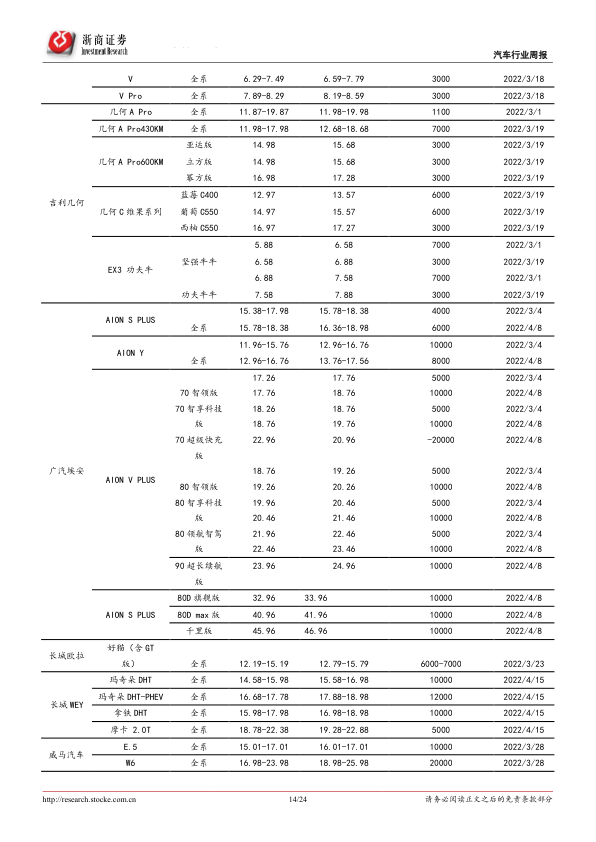 浙商证券
Investment Research
汽车行业周报
V 全系 6.29-7.49 6.59-7.79 3000 2022/3/18
V Pro 全系 7.89-8.29 8.19-8.59 3000 2022/3/18
几何 A Pro 全系 11.87-19.87 11.98-19.98 1100 2022/3/1
几何 A Pro430KM 全系 11.98-17.98 12.68-18.68 7000 2022/3/19
亚达版 14.98 15.68 3000 2022/3/19
几何 A Pro600KM 立方版 14.98 15.68 3000 2022/3/19
幂方版 16.98 17.28 3000 2022/3/19
吉利几何
蓝莓 C400 12.97 13.57 6000 2022/3/19
几何 C 维果系列 葡萄 C550 14.97 15.57 6000 2022/3/19
西柚 C550 16.97 17.27 3000 2022/3/19
5.88 6.58 7000 2022/3/1
坚强牛牛 6.58 6.88 3000 2022/3/19
EX3 功夫牛
6.88 7.58 7000 2022/3/1
功夫牛牛 7.58 7.88 3000 2022/3/19
15.38-17.98 15.78-18.38 4000 2022/3/4
AION S PLUS
全系 15.78-18.38 16.36-18.98 6000 2022/4/8
11.96-15.76 12.96-16.76 10000 2022/3/4
AION Y
全系 12.96-16.76 13.76-17.56 8000 2022/4/8
17.26 17.76 5000 2022/3/4
70 智领版 17.76 18.76 10000 2022/4/8
70 智享科技 18.26 18.76 5000 2022/3/4
版 18.76 19.76 10000 2022/4/8
70 超级快充 22.96 20.96 -20000 2022/4/8
版
广汽埃安 18.76 19.26 5000 2022/3/4
AION V PLUS
80 智领版 19.26 20.26 10000 2022/4/8
80 智享科技 19.96 20.46 5000 2022/3/4
版 20.46 21.46 10000 2022/4/8
80 领航智驾 21.96 22.46 5000 2022/3/4
版 22.46 23.46 10000 2022/4/8
90 超长续航 23.96 24.96 10000 2022/4/8
版
80D 旗舰版 32.96 33.96 10000 2022/4/8
AION S PLUS 80D max 版 40.96 41.96 10000 2022/4/8
千里版 45.96 46.96 10000 2022/4/8
好猫（含 GT
长城欧拉
版） 全系 12.19-15.19 12.79-15.79 6000-7000 2022/3/23
玛奇朵 DHT 全系 14.58-15.98 15.58-16.98 10000 2022/4/15
玛奇朵 DHT-PHEV 全系 16.68-17.78 17.88-18.98 12000 2022/4/15
长城 WEY
拿铁 DHT 全系 15.98-17.98 16.98-18.98 10000 2022/4/15
摩卡 2.0T 全系 18.78-22.38 19.28-22.88 5000 2022/4/15
E.5 全系 15.01-17.01 16.01-17.01 10000 2022/3/28
威马汽车
W6 全系 16.98-23.98 18.98-25.98 20000 2022/3/28
http://research.stocke.com.cn 14/24 请务必阅读正文之后的免责条款部分